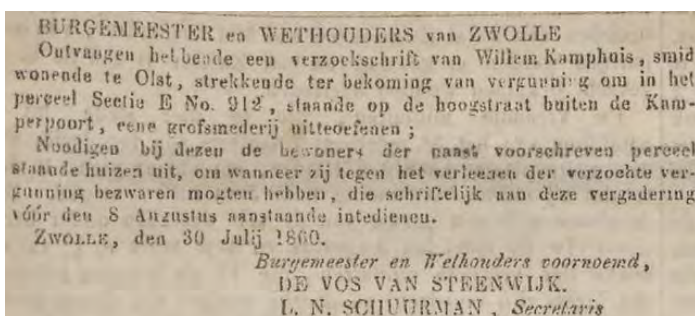 BURGEMEESTER en WETHOUDERS van ZWOLLE
Ontvangen hebbende een verzoekschrift van Willem Kamphuis, smid
wonende te Olst, strekkende ter bekoming van vergunning om in het
perceel Sectie E No. 912, staande op de hoogstraat buiten de Kam-
perpoort, eene grofsmederij uitteoefenen;
Noodigen bij dezen de bewoners der naast voorschreven perceel
staande huizen uit, om wanneer zij tegen het verleenen der verzochte ver-
gunning bezwaren mogten hebben, die schriftelijk aan deze vergadering
vóór den 8 Augustus aanstaande intedienen.
ZWOLLE, den 30 Julij 1860.
Burgemeester en Wethouders voornoemd,
DE VOS VAN STEENWIJK.
L. N. SCHUURMAN, Secretaris